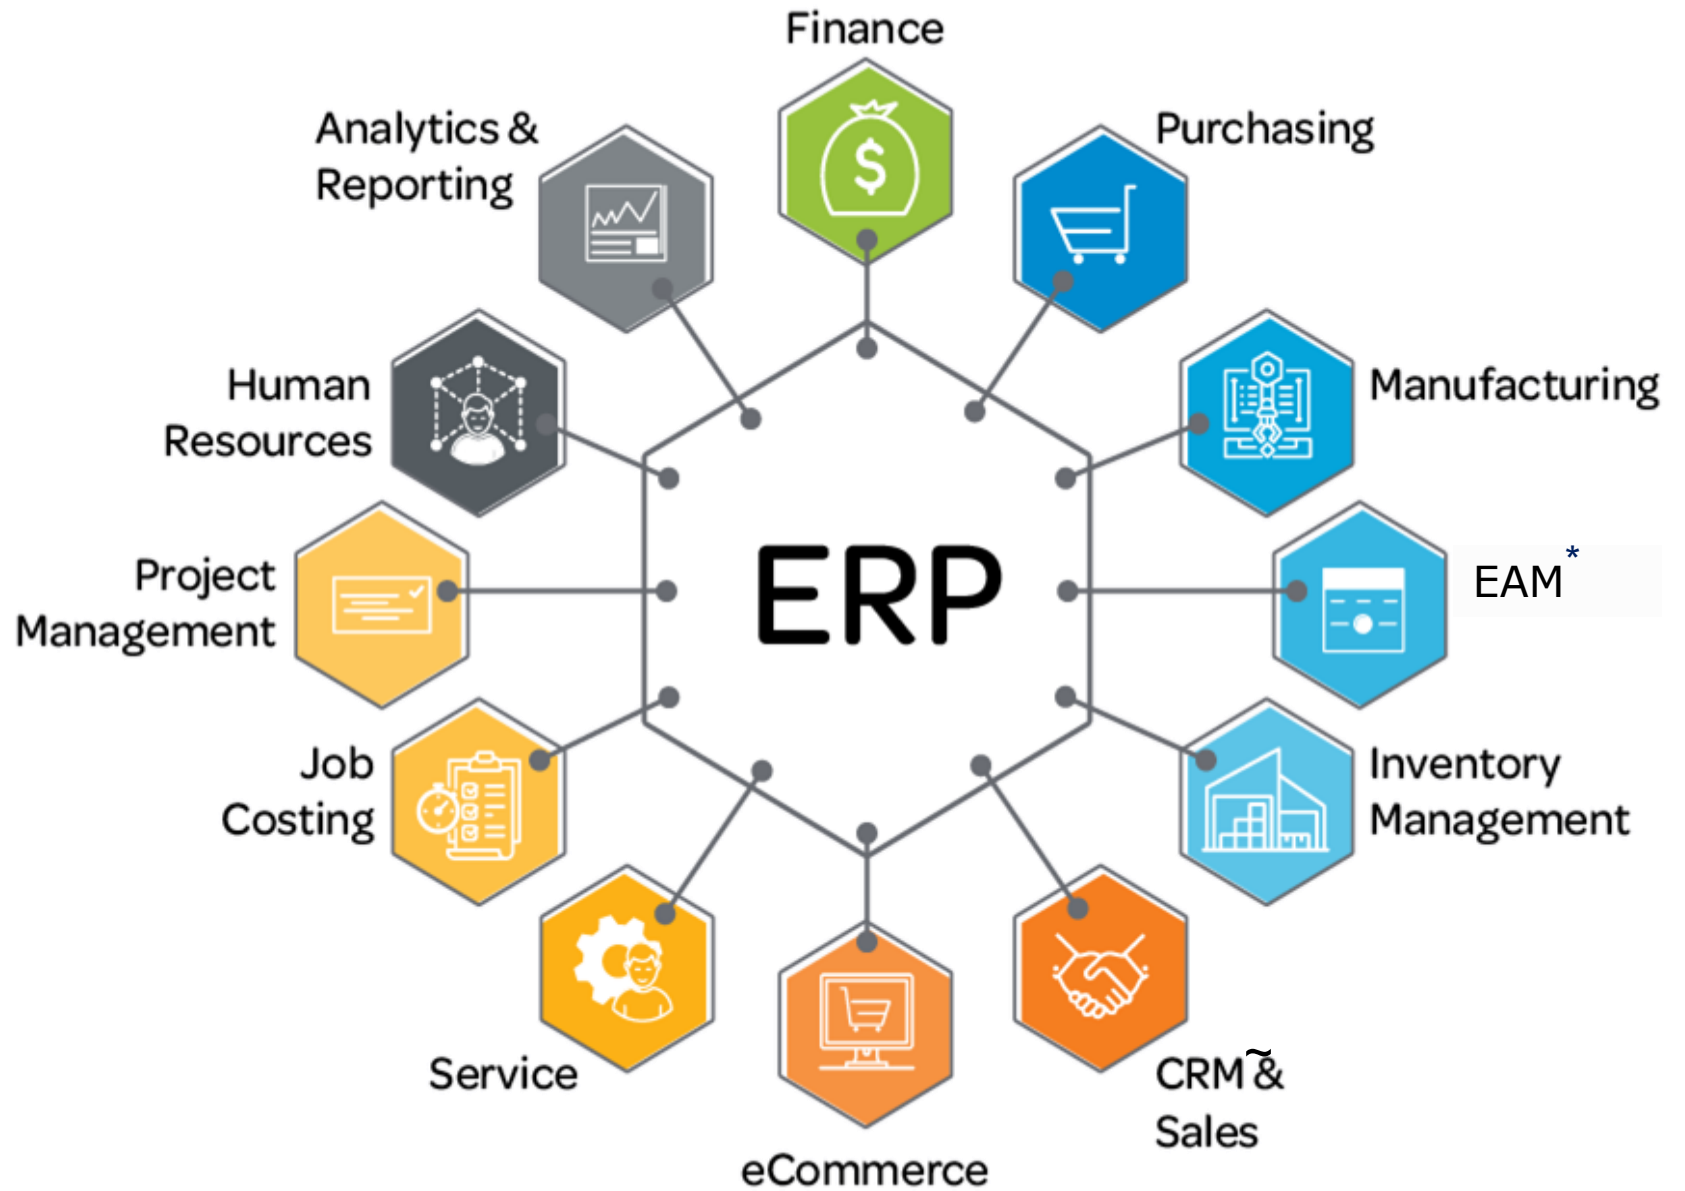 Finance
Analytics &
Reporting
Purchasing
Human
Resources
Manufacturing
Project
Management
ERP
EAM*
Job
Costing
Inventory
Management
Service
CRM~&
Sales
eCommerce
$